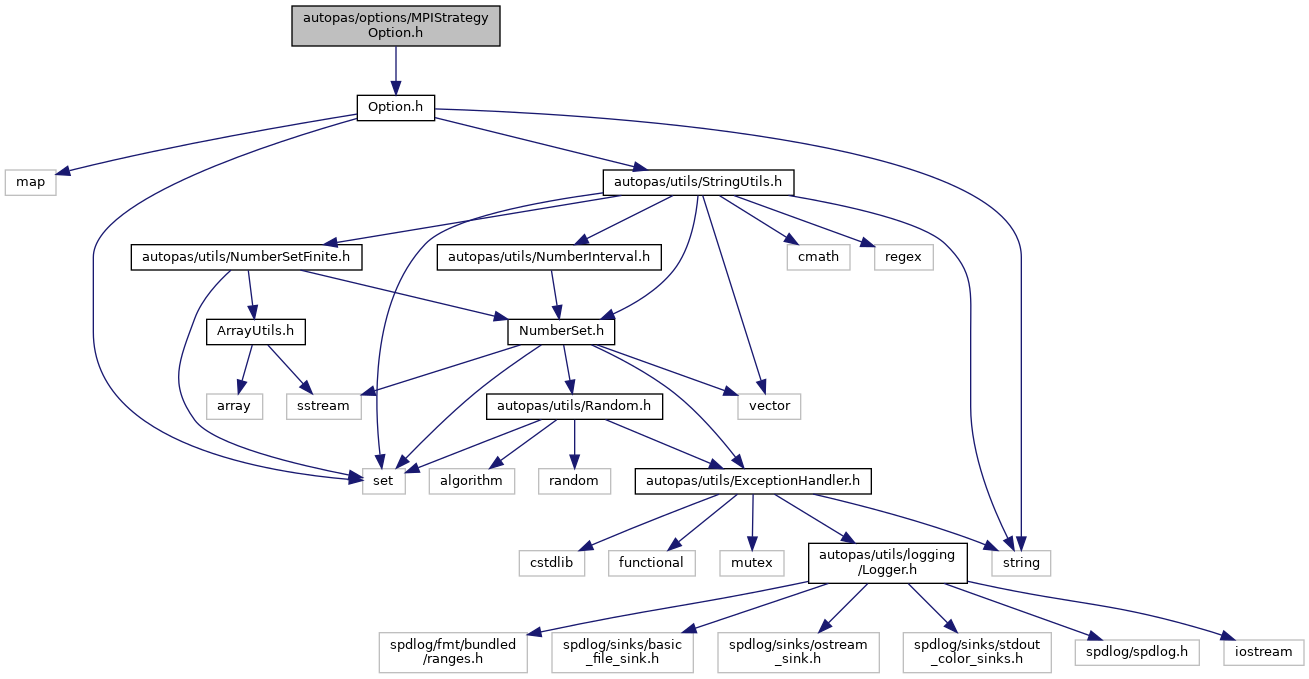 autopas/options/MPIStrategy
Option.h
Option.h
map
autopas/utils/StringUtils.h
autopas/utils/NumberSetFinite.h
autopas/utils/NumberInterval.h
cmath
regex
ArrayUtils.h
NumberSet.h
array
sstream
autopas/utils/Random.h
vector
set
algorithm
random
autopas/utils/ExceptionHandler.h
cstdlib
functional
mutex
autopas/utils/logging
/Logger.h
string
spdlog/fmt/bundled
/ranges.h
spdlog/sinks/basic
_file_sink.h
spdlog/sinks/ostream
_sink.h
spdlog/sinks/stdout
_color_sinks.h
spdlog/spdlog.h
iostream